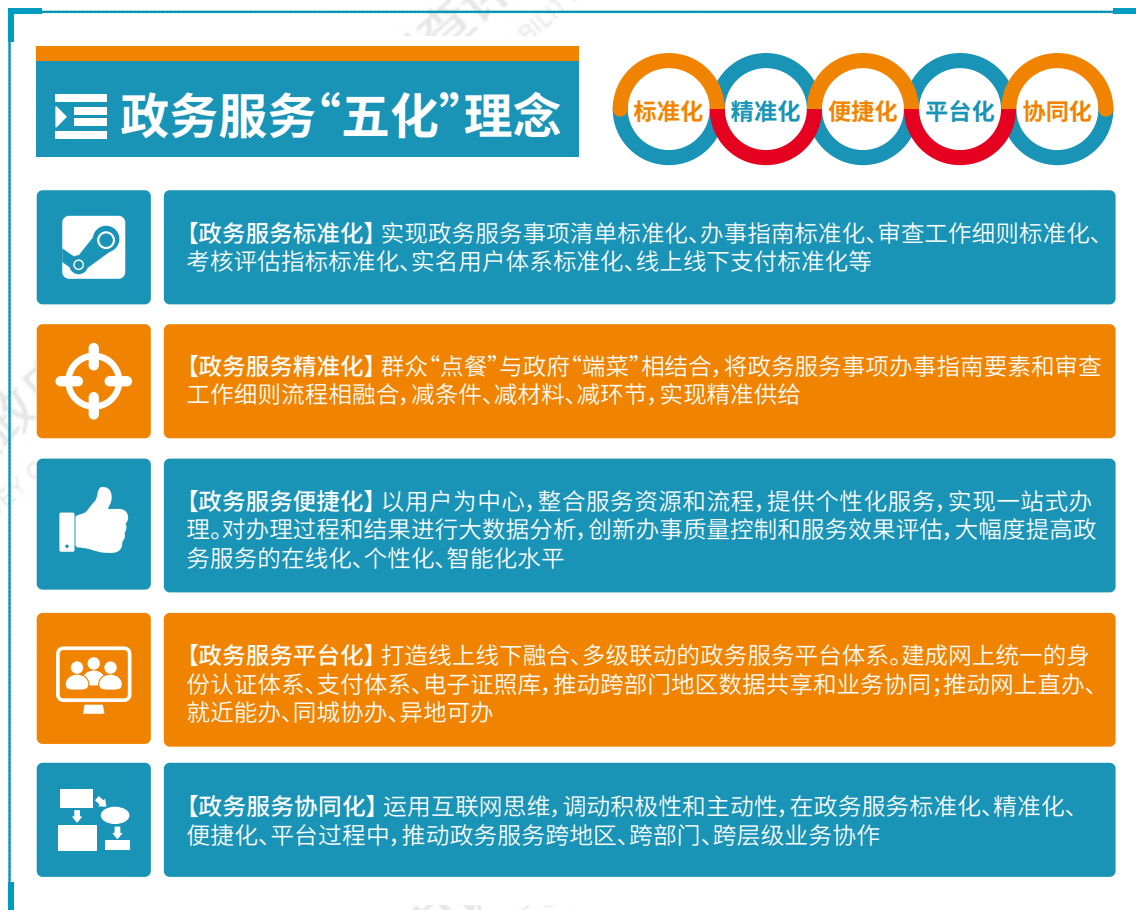 政务服务“五化”理念
标准化 精准化 便捷化 平台化 协同化
【政务服务标准化】实现政务服务事项清单标准化、办事指南标准化、审查工作细则标准化、
考核评估指标标准化、实名用户体系标准化、线上线下支付标准化等
【政务服务精准化】群众“点餐”与政府“端菜”相结合，将政务服务事项办事指南要素和审查
工作细则流程相融合，减条件、减材料、减环节，实现精准供给
【政务服务便捷化】以用户为中心，整合服务资源和流程，提供个性化服务，实现一站式办
理。对办理过程和结果进行大数据分析，创新办事质量控制和服务效果评估，大幅度提高政
务服务的在线化、个性化、智能化水平
【政务服务平台化】打造线上线下融合、多级联动的政务服务平台体系。建成网上统一的身
份认证体系、支付体系、电子证照库，推动跨部门地区数据共享和业务协同；推动网上直办、
就近能办、同城协办、异地可办
【政务服务协同化】运用互联网思维，调动积极性和主动性，在政务服务标准化、精准化、
便捷化、平台过程中，推动政务服务跨地区、跨部门、跨层级业务协作